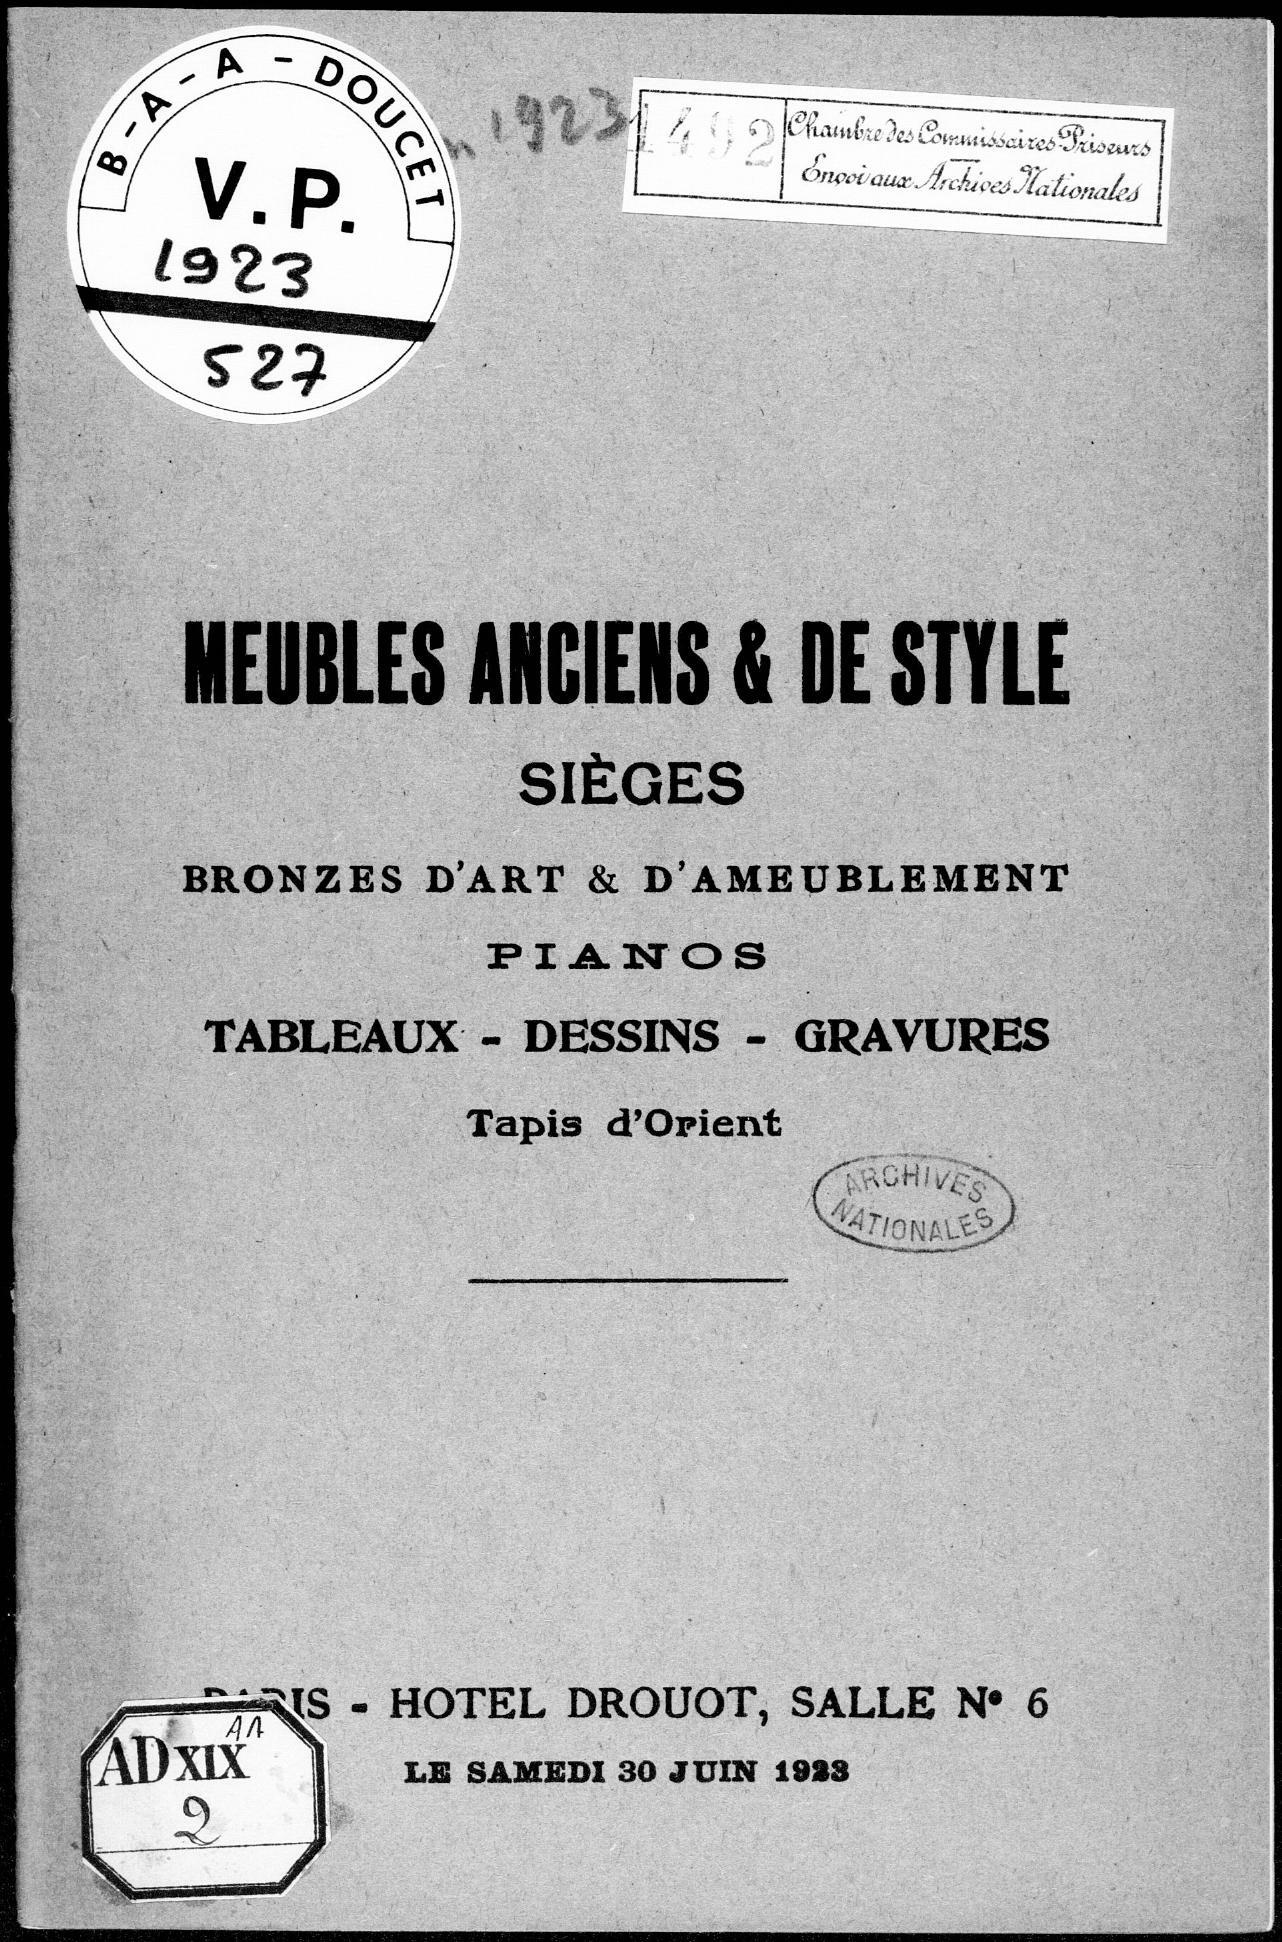 B-A-A-DOUCET
V.P.
1923
527
1923
1492
Chambre des Commissaires Priseurs
Envoi aux Archives Nationales
MEUBLES ANCIENS & DE STYLE
SIÈGES
BRONZES D'ART & D'AMEUBLEMENT
PIANOS
TABLEAUX - DESSINS - GRAVURES
Tapis d'Orient
ARCHIVES
NATIONALES
PARIS - HOTEL DROUOT, SALLE N° 6
LE SAMEDI 30 JUIN 1923
AD XIX AA
2